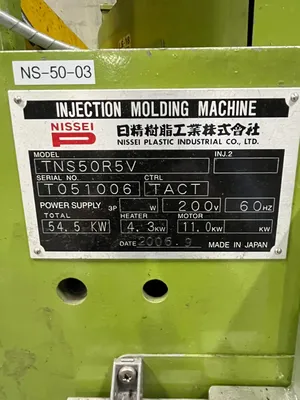 NS-50-03
INJECTION MOLDING MACHINE
NISSEI
P
日精樹脂工業株式会社
NISSEI PLASTIC INDUSTRIAL CO., LTD.
MODEL INJ.2
TNS50R5V
SERIAL NO. CTRL
T051006 TACT
POWER SUPPLY 3P W 200V 60HZ
TOTAL HEATER MOTOR
54.5 KW 4.3KW 11.0KW KW
DATE 2006.9 MADE IN JAPAN